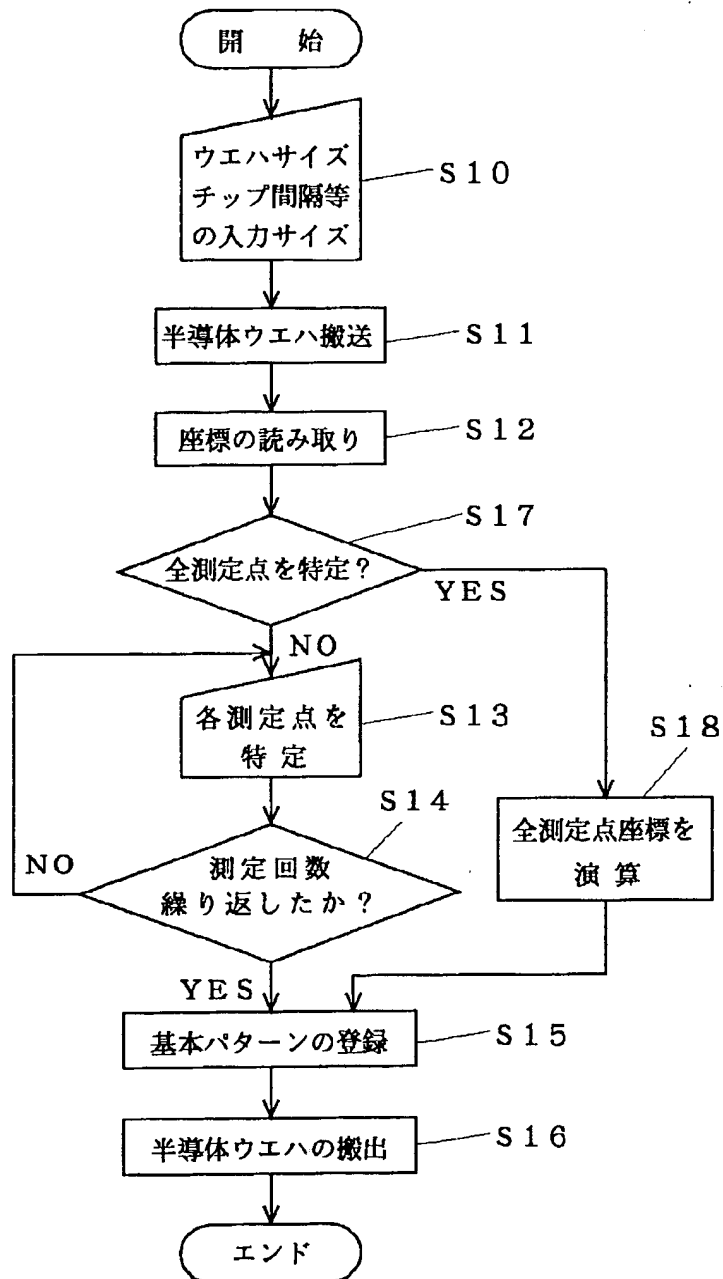 開 始
ウエハサイズ
チップ間隔等
の入力サイズ
S10
半導体ウエハ搬送
S11
座標の読み取り
S12
S17
全測定点を特定?
YES
NO
各測定点を
特定
S13
S18
全測定点座標を
演算
S14
測定回数
繰り返したか?
NO
YES
基本パターンの登録
S15
半導体ウエハの搬出
S16
エンド